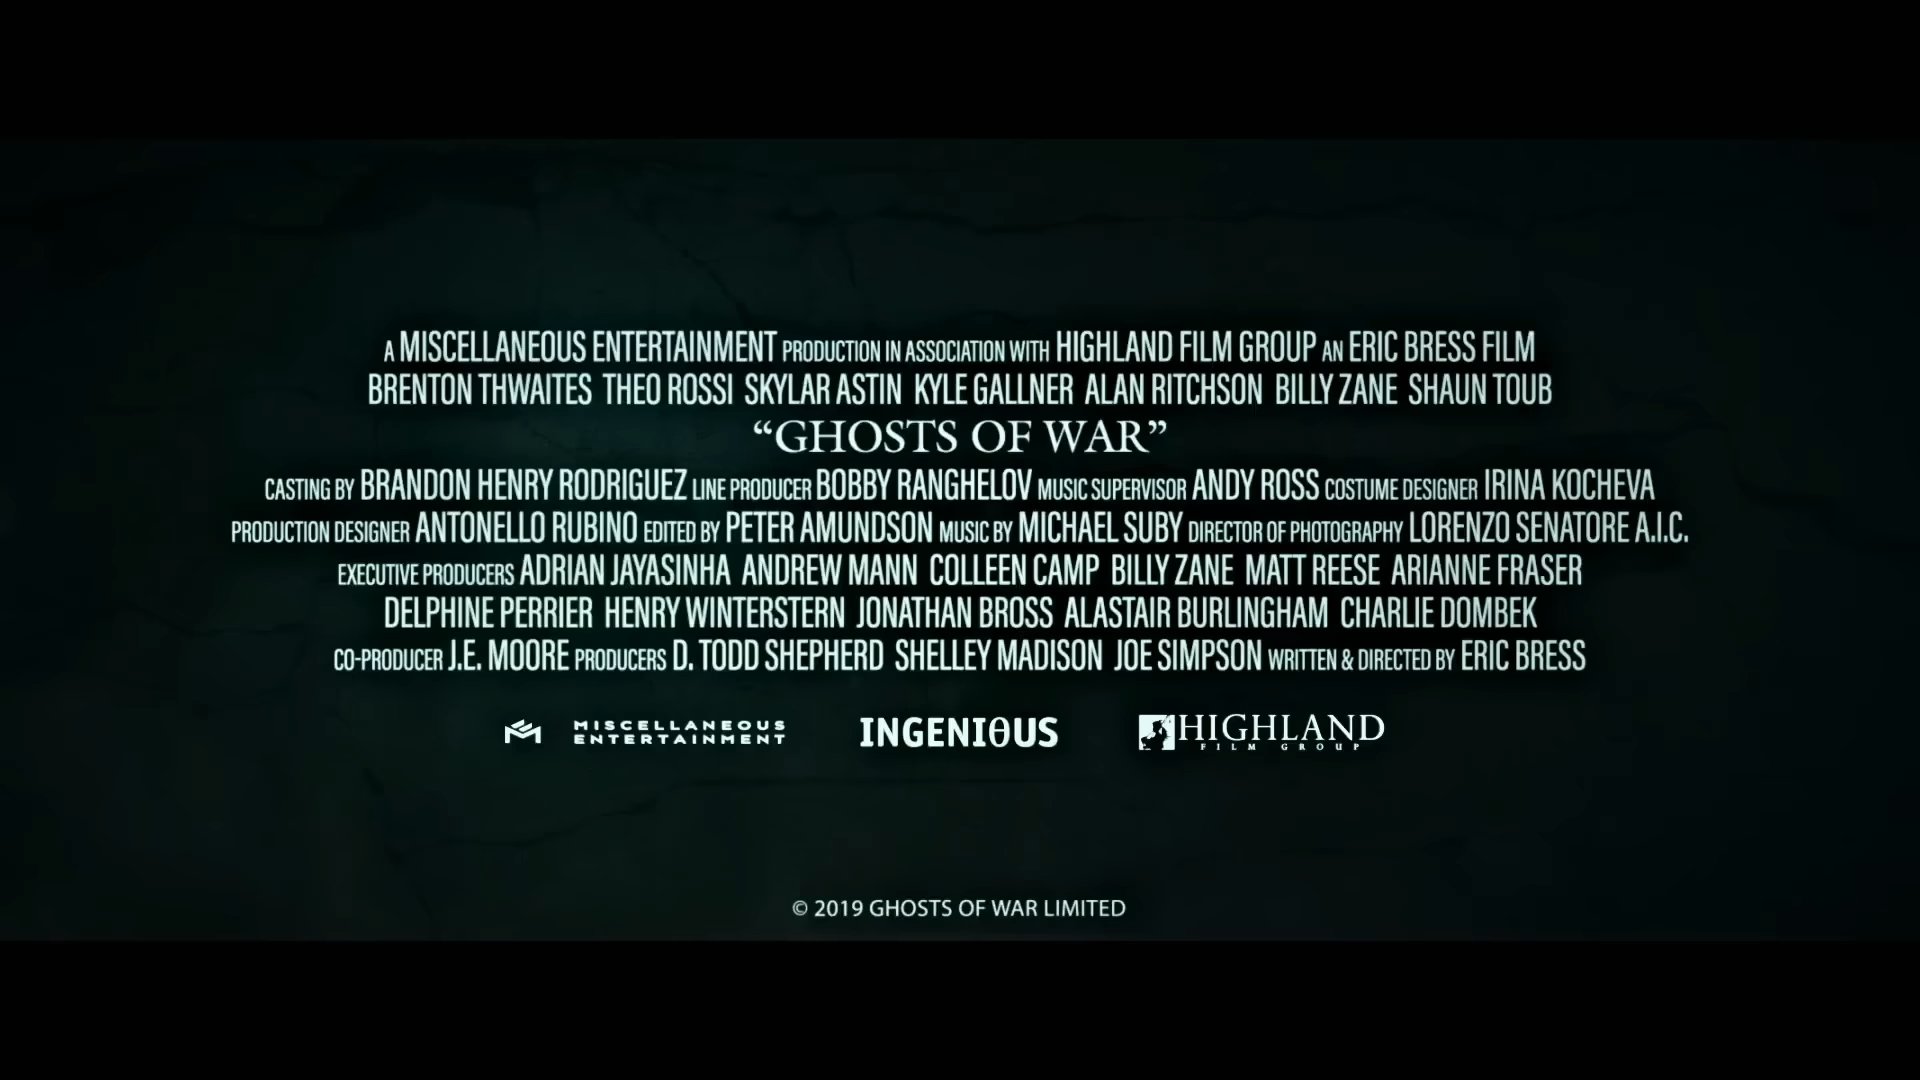 A MISCELLANEOUS ENTERTAINMENT PRODUCTION IN ASSOCIATION WITH HIGHLAND FILM GROUP AN ERIC BRESS FILM
BRENTON THWAITES THEO ROSSI SKYLAR ASTIN KYLE GALLNER ALAN RITCHSON BILLY ZANE SHAUN TOUB
“GHOSTS OF WAR”
CASTING BY BRANDON HENRY RODRIGUEZ LINE PRODUCER BOBBY RANGHELOV MUSIC SUPERVISOR ANDY ROSS COSTUME DESIGNER IRINA KOCHEVA
PRODUCTION DESIGNER ANTONELLO RUBINO EDITED BY PETER AMUNDSON MUSIC BY MICHAEL SUBY DIRECTOR OF PHOTOGRAPHY LORENZO SENATORE A.I.C.
EXECUTIVE PRODUCERS ADRIAN JAYASINHA ANDREW MANN COLLEEN CAMP BILLY ZANE MATT REESE ARIANNE FRASER
DELPHINE PERRIER HENRY WINTERSTERN JONATHAN BROSS ALASTAIR BURLINGHAM CHARLIE DOMBEK
CO-PRODUCER J.E. MOORE PRODUCERS D. TODD SHEPHERD SHELLEY MADISON JOE SIMPSON WRITTEN & DIRECTED BY ERIC BRESS
MISCELLANEOUS
ENTERTAINMENT
INGENIOUS
HIGHLAND
FILM GROUP
© 2019 GHOSTS OF WAR LIMITED